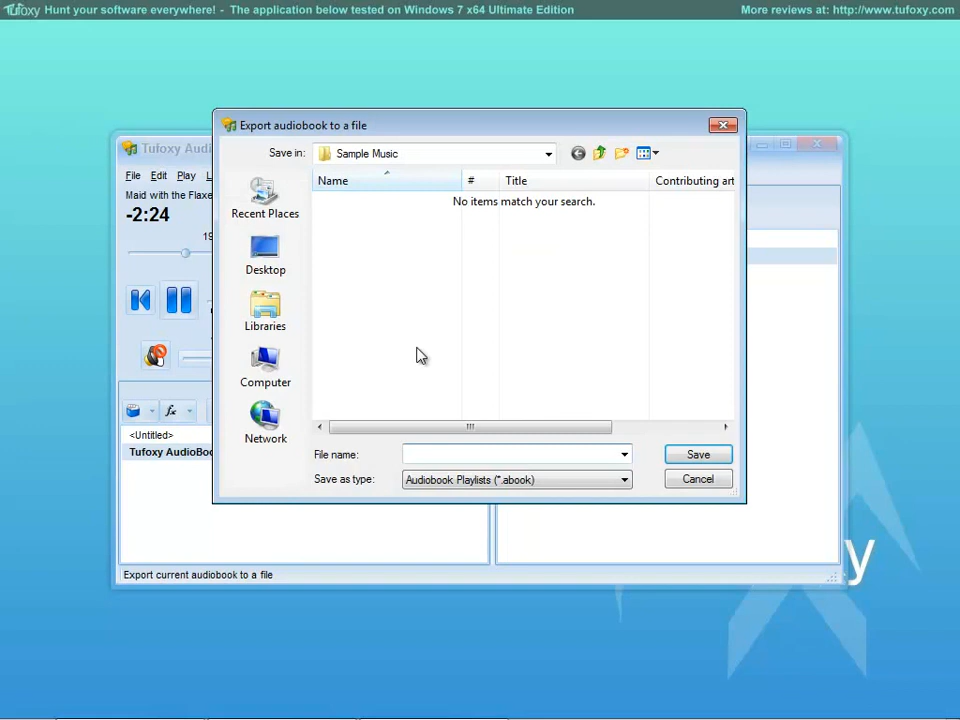 Tufoxy Hunt your software everywhere! - The application below tested on Windows 7 x64 Ultimate Edition
More reviews at: http://www.tufoxy.com
Export audiobook to a file
Save in: Sample Music
Name # Title Contributing art
No items match your search.
Recent Places
Desktop
Libraries
Computer
Network
File name:
Save
Save as type: Audiobook Playlists (*.abook)
Cancel
Tufoxy Audi
File Edit Play L
Maid with the Flaxe
-2:24
19
fx
<Untitled>
Tufoxy AudioBoo
Export current audiobook to a file
y